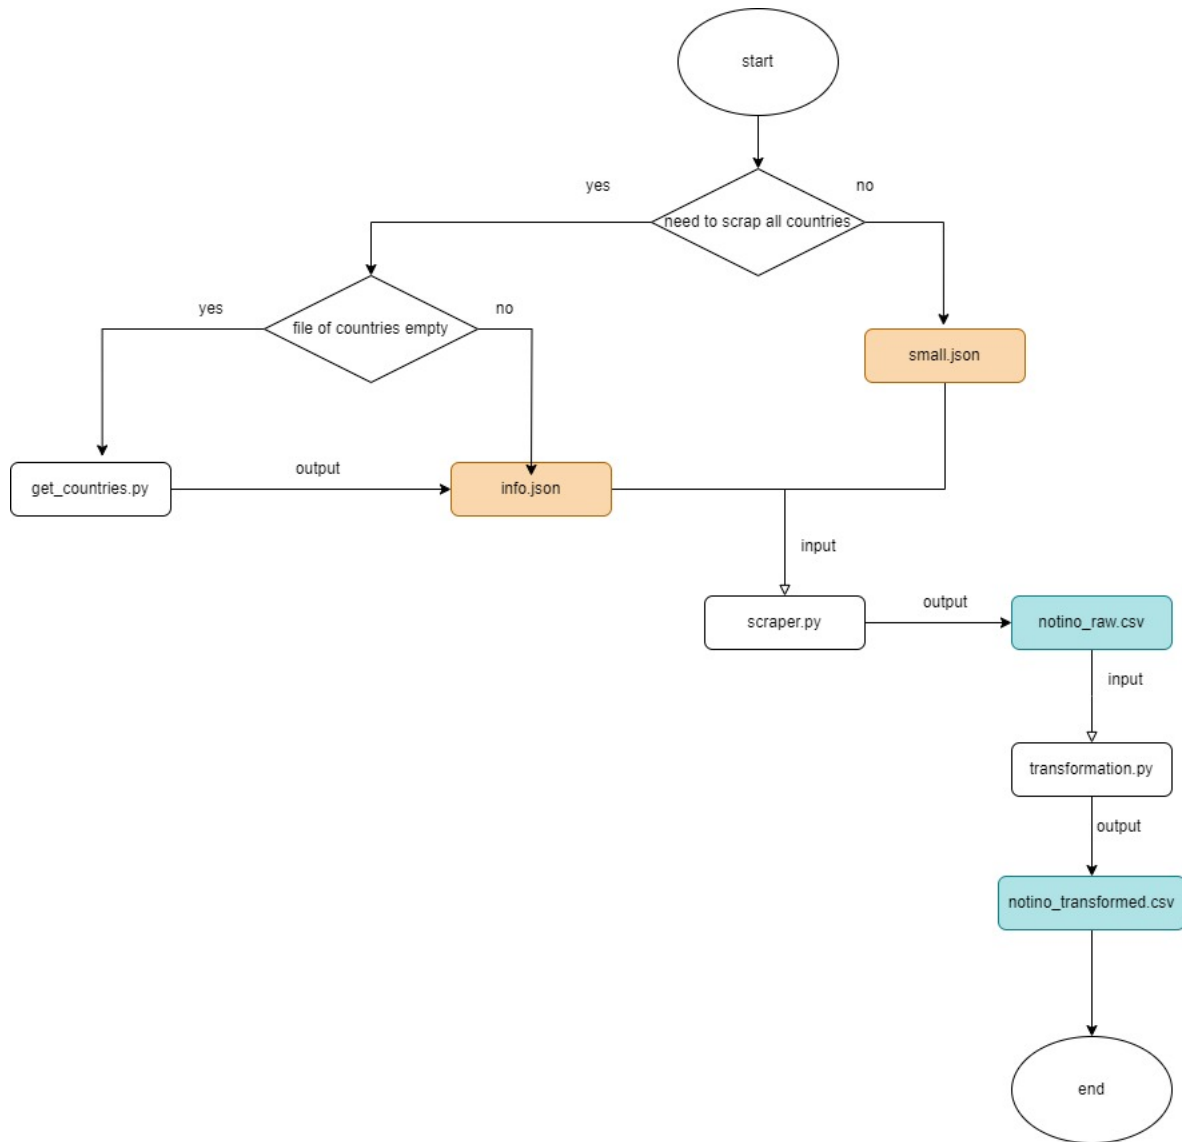 start
yes
no
need to scrap all countries
yes
no
file of countries empty
small.json
output
get_countries.py
info.json
input
output
scraper.py
notino_raw.csv
input
transformation.py
output
notino_transformed.csv
end